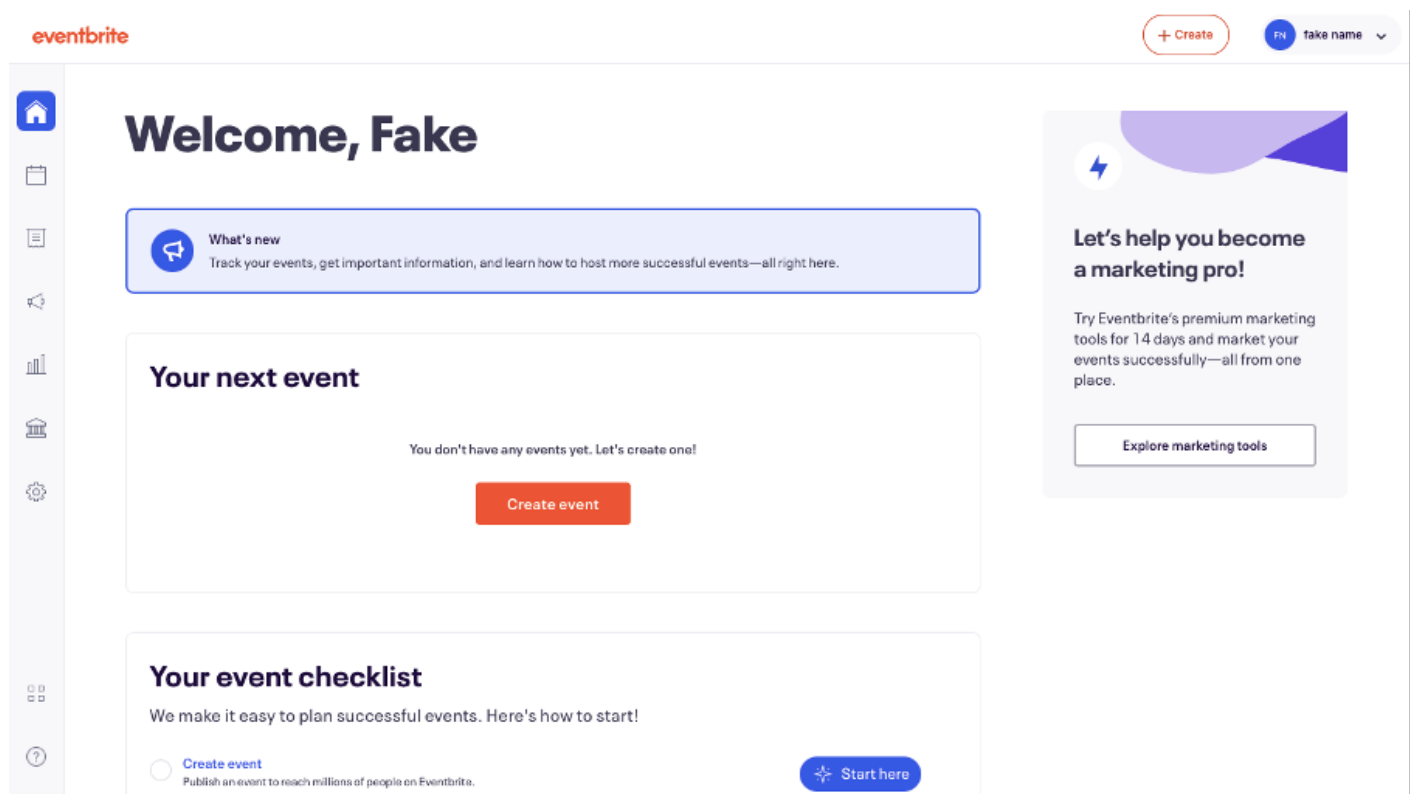 eventbrite
+ Create
FN
fake name
Welcome, Fake
What's new
Track your events, get important information, and learn how to host more successful events—all right here.
Your next event
You don't have any events yet. Let's create one!
Create event
Your event checklist
We make it easy to plan successful events. Here's how to start!
Create event
Publish an event to reach millions of people on Eventbrite.
Start here
Let's help you become
a marketing pro!
Try Eventbrite's premium marketing
tools for 14 days and market your
events successfully—all from one
place.
Explore marketing tools